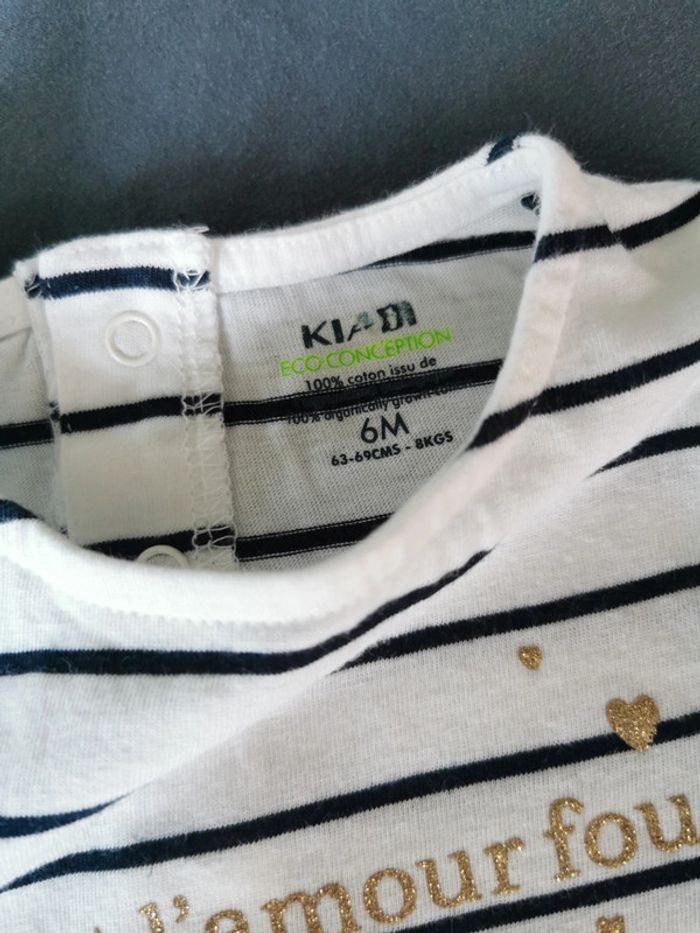 KIABI
ECO CONCEPTION
100% coton issu de
100% organically grown
6M
63-69CMS - 8KGS
l'amour fou